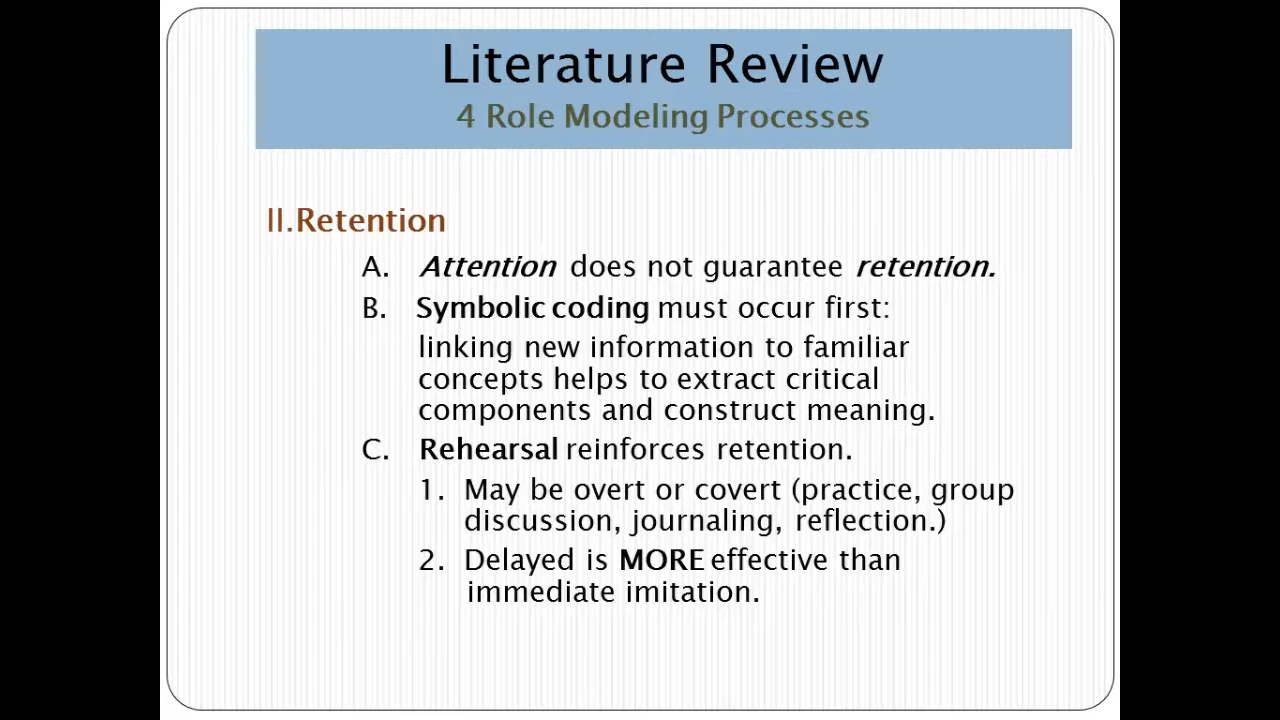 Literature Review
4 Role Modeling Processes
II.Retention
A. Attention does not guarantee retention.
B. Symbolic coding must occur first:
linking new information to familiar
concepts helps to extract critical
components and construct meaning.
C. Rehearsal reinforces retention.
1. May be overt or covert (practice, group
discussion, journaling, reflection.)
2. Delayed is MORE effective than
immediate imitation.